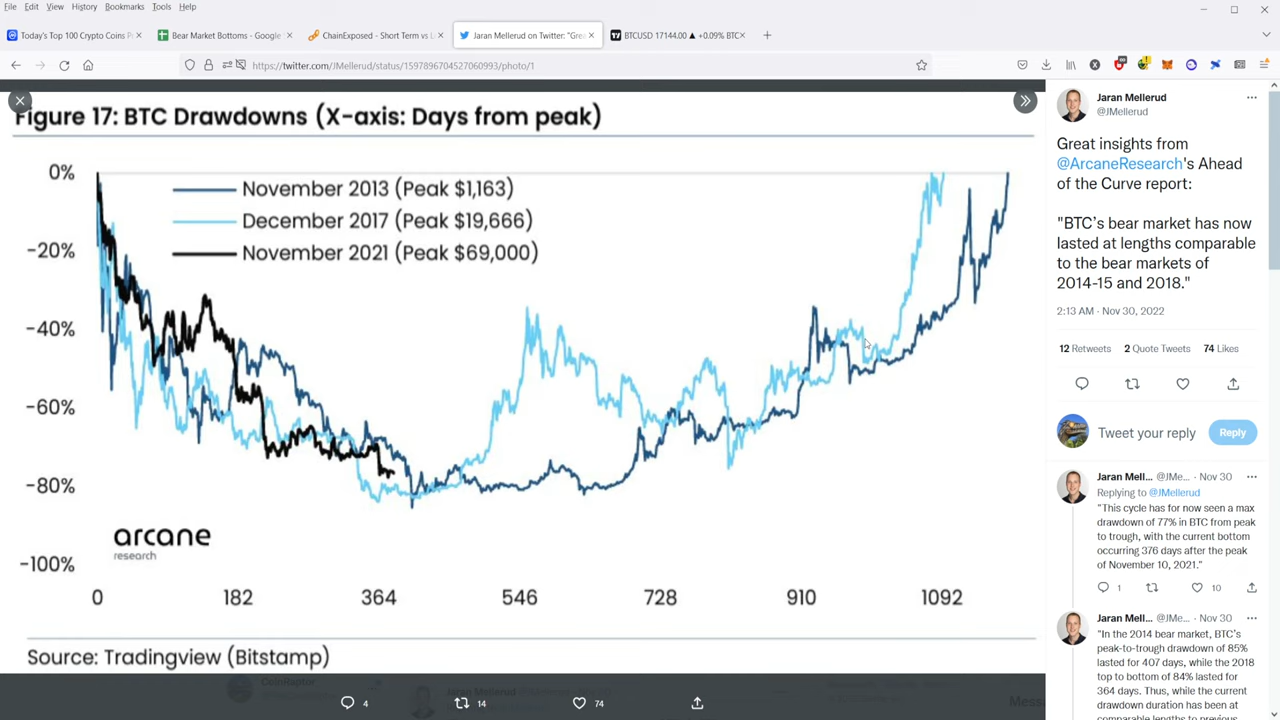 File Edit View History Bookmarks Tools Help
Today's Top 100 Crypto Coins
Bear Market Bottoms - Google
ChainExposed - Short Term vs L
Jaran Mellerud on Twitter: "Grea
BTCUSD 17144.00 ▲ +0.09% BTC
https://twitter.com/JMellerud/status/1597896704527060993/photo/1
Figure 17: BTC Drawdowns (X-axis: Days from peak)
0%
-20%
-40%
-60%
-80%
-100%
November 2013 (Peak $1,163)
December 2017 (Peak $19,666)
November 2021 (Peak $69,000)
arcane
research
0 182 364 546 728 910 1092
Source: Tradingview (Bitstamp)
CoinRaptor
4 14 74
Jaran Mellerud
@JMellerud
Great insights from
@ArcaneResearch's Ahead
of the Curve report:
"BTC’s bear market has now
lasted at lengths comparable
to the bear markets of
2014-15 and 2018."
2:13 AM · Nov 30, 2022
12 Retweets 2 Quote Tweets 74 Likes
Tweet your reply Reply
Jaran Mell... @JMe... · Nov 30
Replying to @JMellerud
"This cycle has for now seen a max
drawdown of 77% in BTC from peak
to trough, with the current bottom
occurring 376 days after the peak
of November 10, 2021."
1 10
Jaran Mell... @JMe... · Nov 30
"In the 2014 bear market, BTC’s
peak-to-trough drawdown of 85%
lasted for 407 days, while the 2018
top to bottom of 84% lasted for
364 days. Thus, while the current
drawdown duration has been at
comparable lengths to previous